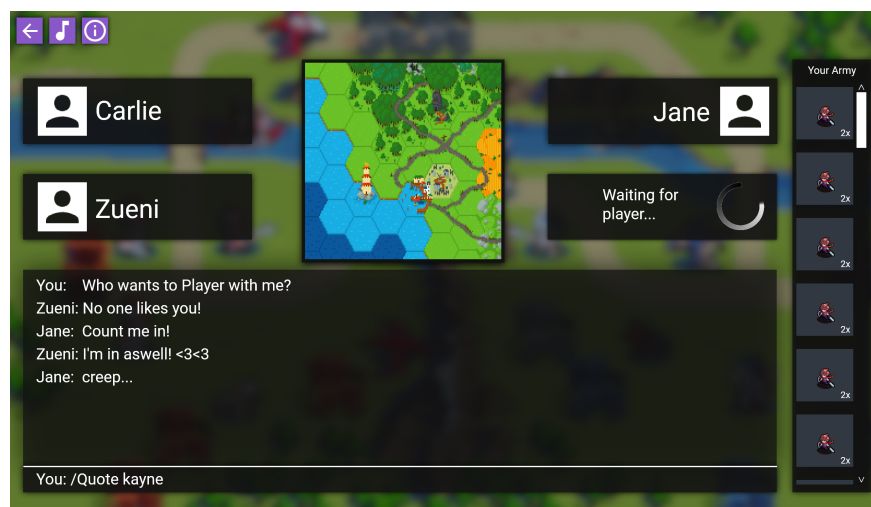 Your Army
Carlie
Jane
Zueni
Waiting for
player...
2x
2x
2x
2x
2x
2x
You: Who wants to Player with me?
Zueni: No one likes you!
Jane: Count me in!
Zueni: I'm in aswell! <3<3
Jane: creep...
You: /Quote kayne